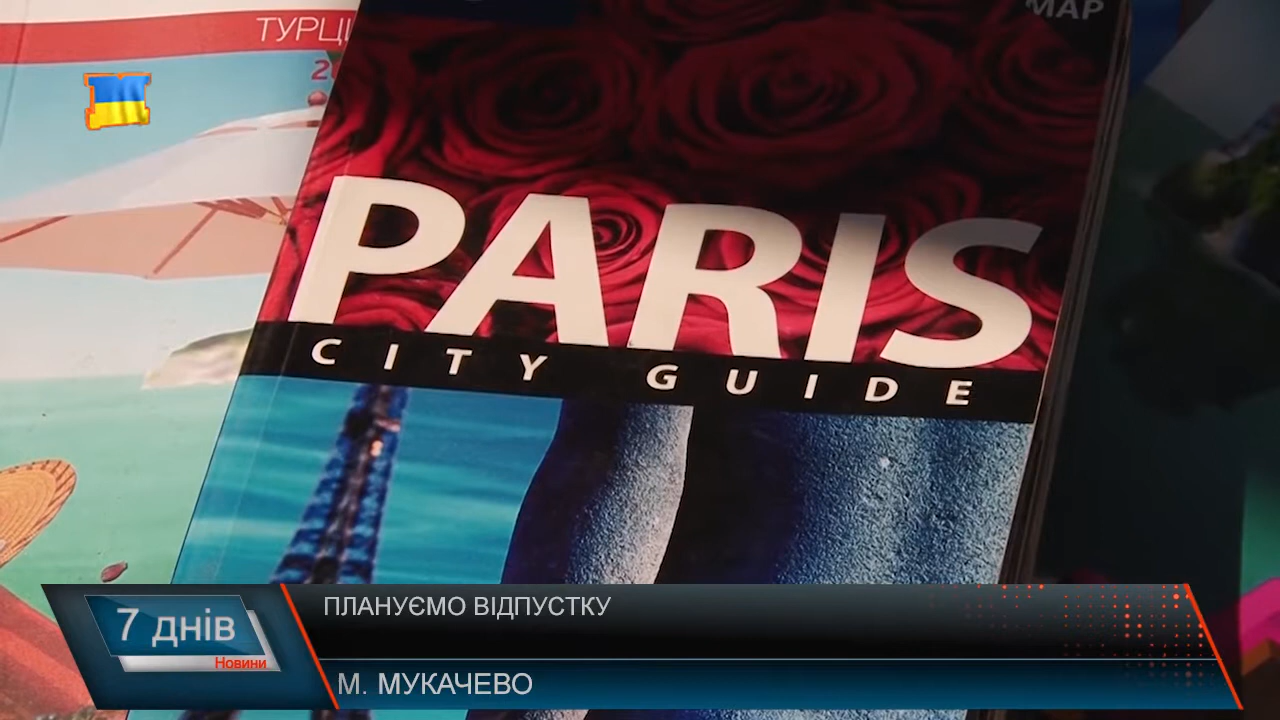 MAP
ТУРЦІ
PARIS
CITY GUIDE
7 днів
Новини
ПЛАНУЄМО ВІДПУСТКУ
М. МУКАЧЕВО